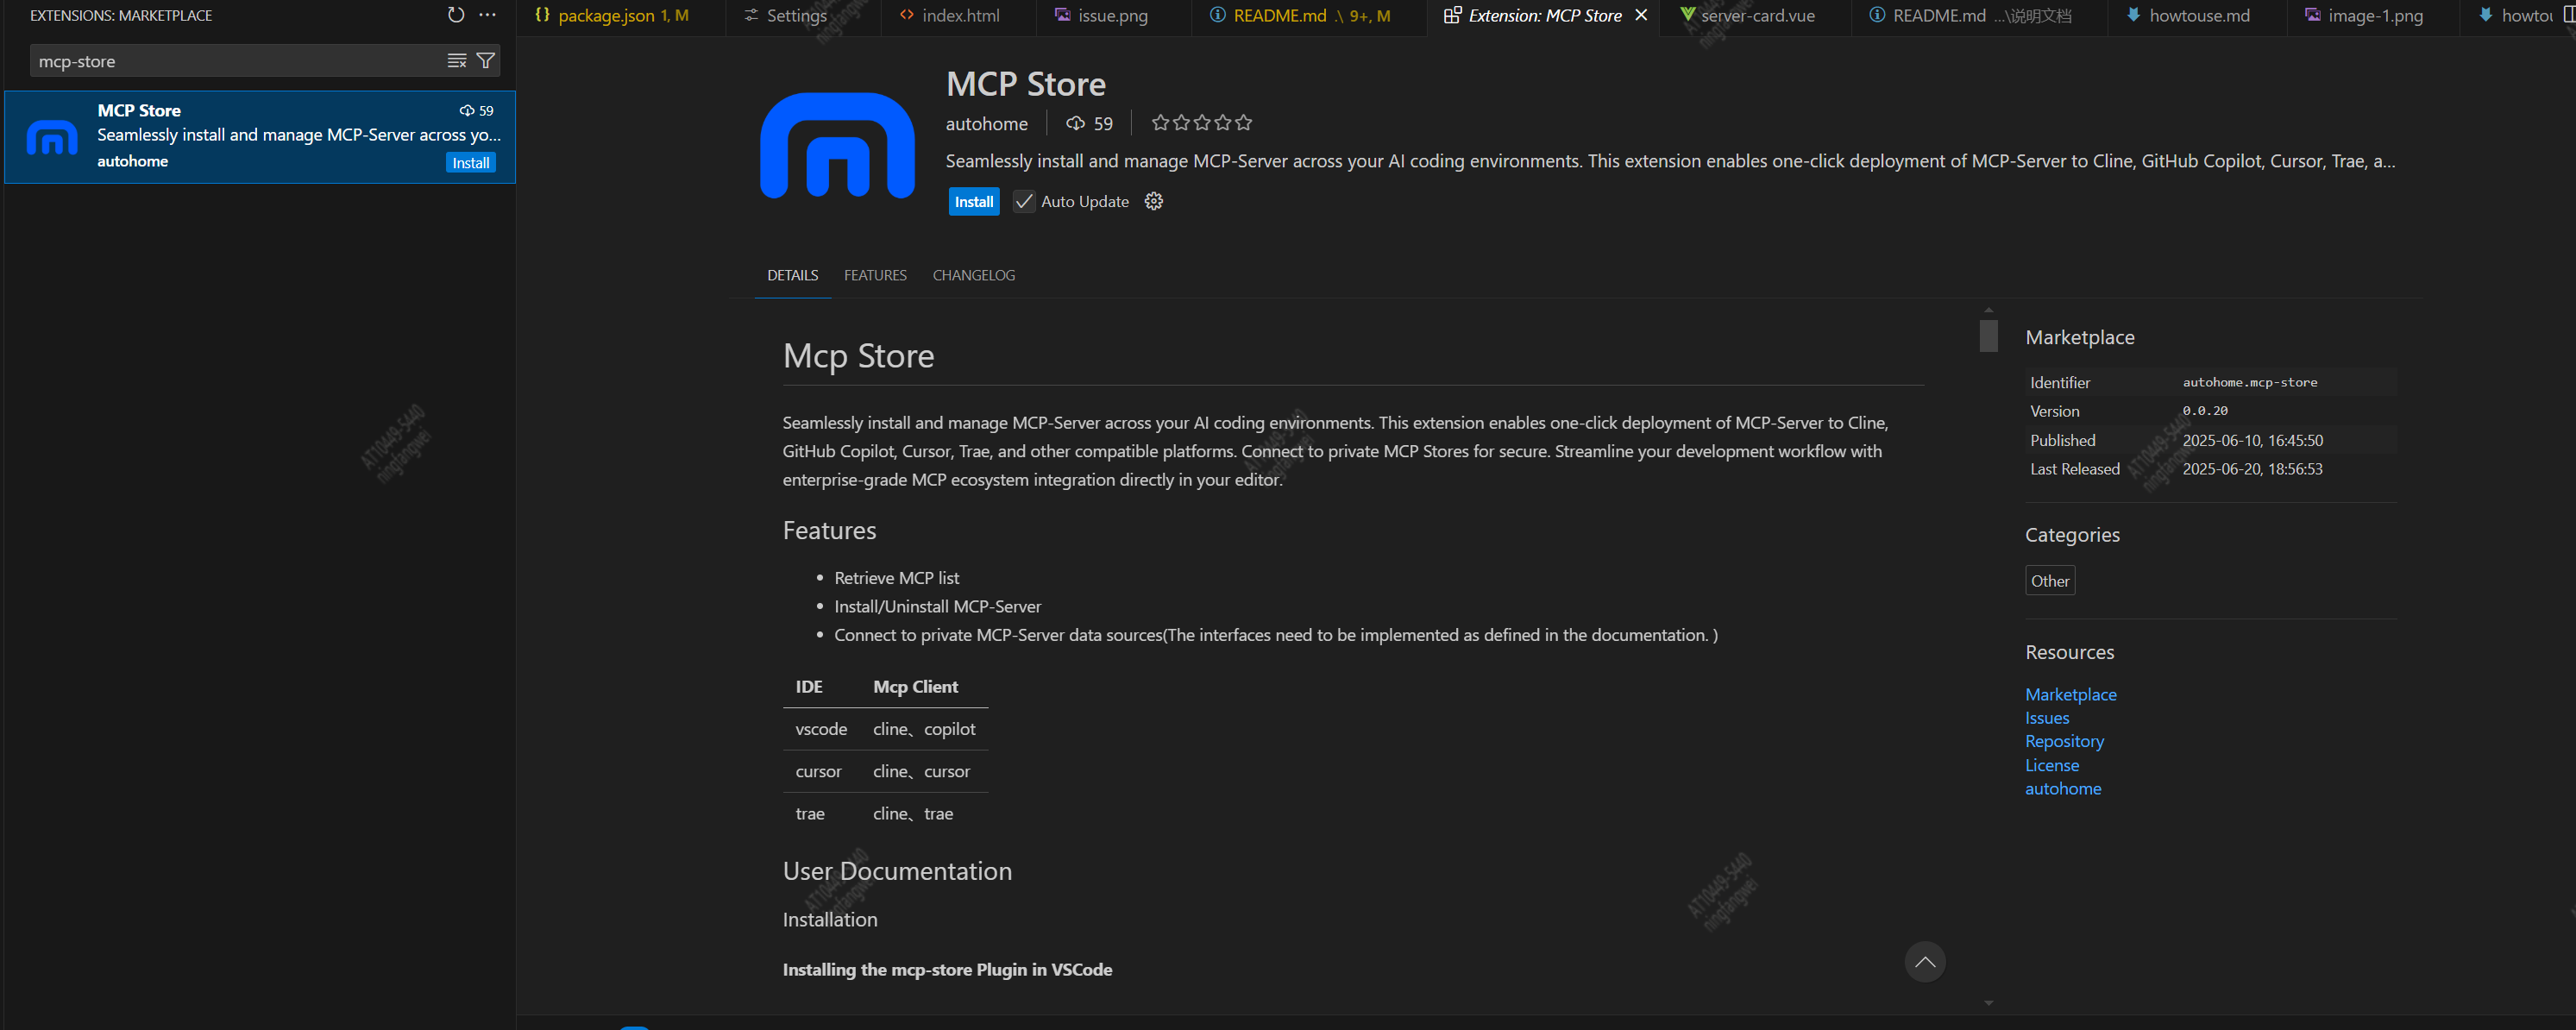 EXTENSIONS: MARKETPLACE
mcp-store
MCP Store 59
Seamlessly install and manage MCP-Server across yo...
autohome Install
package.json 1, M
Settings
index.html
issue.png
README.md .\ 9+, M
Extension: MCP Store
server-card.vue
README.md ...\说明文档
howtouse.md
image-1.png
howtou
MCP Store
autohome 59
Seamlessly install and manage MCP-Server across your AI coding environments. This extension enables one-click deployment of MCP-Server to Cline, GitHub Copilot, Cursor, Trae, a...
Install Auto Update
DETAILS FEATURES CHANGELOG
Mcp Store
Seamlessly install and manage MCP-Server across your AI coding environments. This extension enables one-click deployment of MCP-Server to Cline,
GitHub Copilot, Cursor, Trae, and other compatible platforms. Connect to private MCP Stores for secure. Streamline your development workflow with
enterprise-grade MCP ecosystem integration directly in your editor.
Features
• Retrieve MCP list
• Install/Uninstall MCP-Server
• Connect to private MCP-Server data sources(The interfaces need to be implemented as defined in the documentation. )
IDE Mcp Client
vscode cline、copilot
cursor cline、cursor
trae cline、trae
User Documentation
Installation
Installing the mcp-store Plugin in VSCode
Marketplace
Identifier autohome.mcp-store
Version 0.0.20
Published 2025-06-10, 16:45:50
Last Released 2025-06-20, 18:56:53
Categories
Other
Resources
Marketplace
Issues
Repository
License
autohome
AT10449-5440
ningfangwei